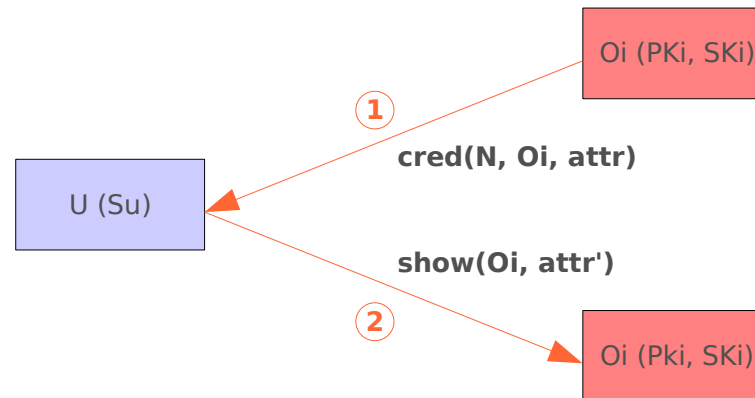 Oi (PKi, SKi)
1
cred(N, Oi, attr)
U (Su)
show(Oi, attr')
2
Oi (Pki, SKi)